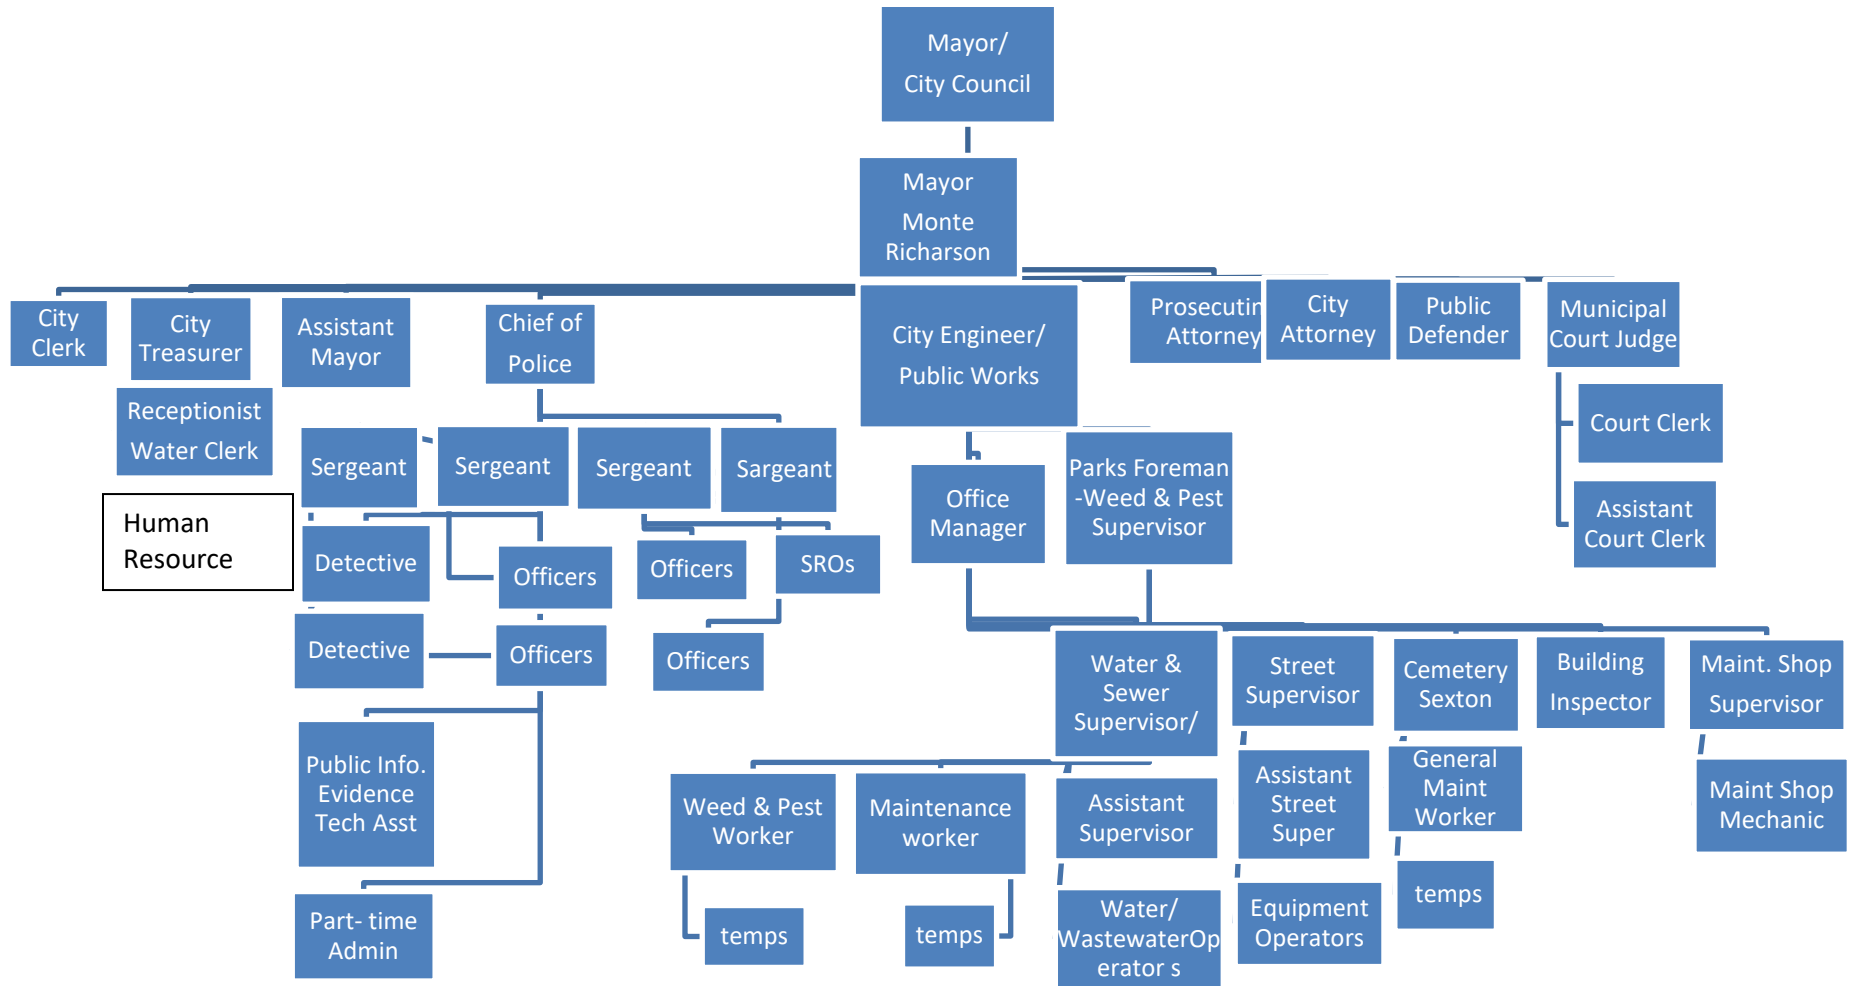 Mayor/
City Council
Mayor
Monte
Richarson
City
Clerk
City
Treasurer
Assistant
Mayor
Chief of
Police
City Engineer/
Public Works
Prosecutin
Attorney
City
Attorney
Public
Defender
Municipal
Court Judge
Receptionist
Water Clerk
Human
Resource
Sergeant
Sergeant
Sergeant
Sargeant
Office
Manager
Parks Foreman
-Weed & Pest
Supervisor
Court Clerk
Assistant
Court Clerk
Detective
Officers
Officers
SROs
Detective
Officers
Officers
Water &
Sewer
Supervisor/
Street
Supervisor
Cemetery
Sexton
Building
Inspector
Maint. Shop
Supervisor
Public Info.
Evidence
Tech Asst
Weed & Pest
Worker
Maintenance
worker
Assistant
Supervisor
Assistant
Street
Super
General
Maint
Worker
Maint Shop
Mechanic
Part- time
Admin
temps
temps
Water/
WastewaterOp
erator s
Equipment
Operators
temps